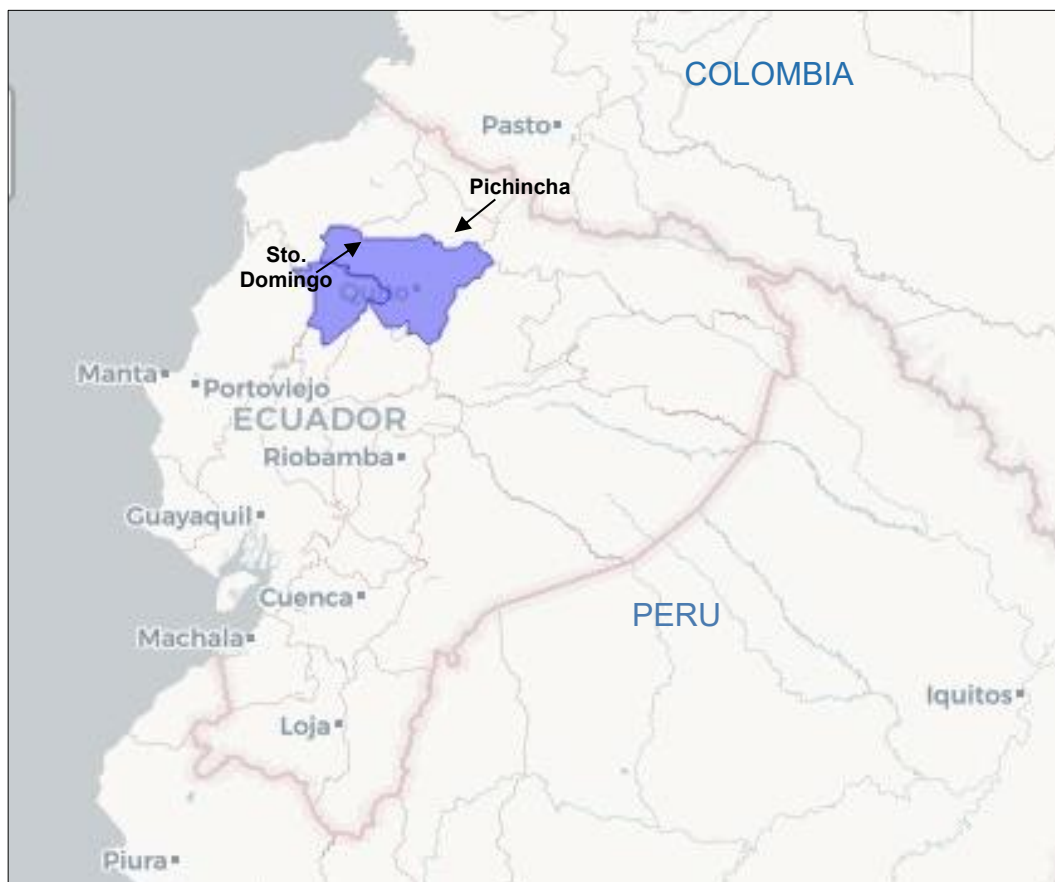 COLOMBIA
Pasto
Pichincha
Sto.
Domingo
Quito
Manta
Portoviejo
ECUADOR
Riobamba
Guayaquil
Cuenca
PERU
Machala
Iquitos
Loja
Piura